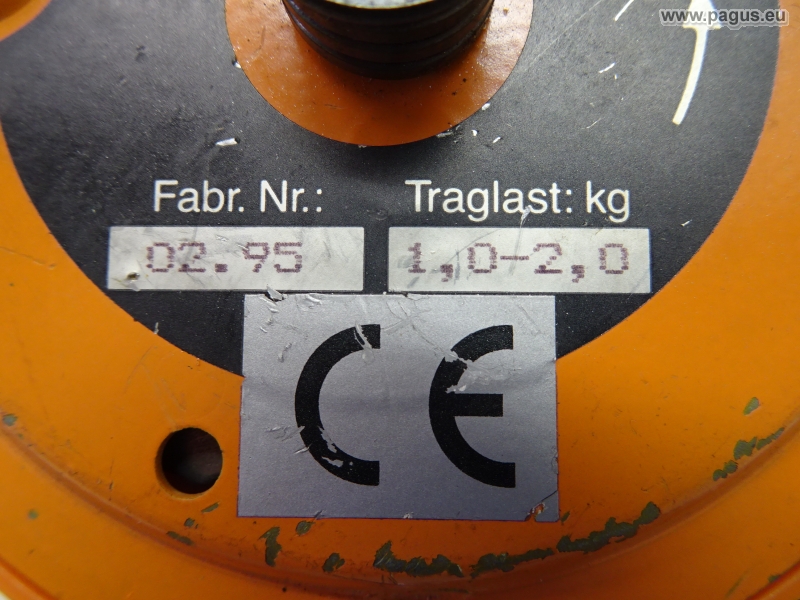 www.pagus.eu
Fabr. Nr.: Traglast: kg
02.95 1,0-2,0
CE